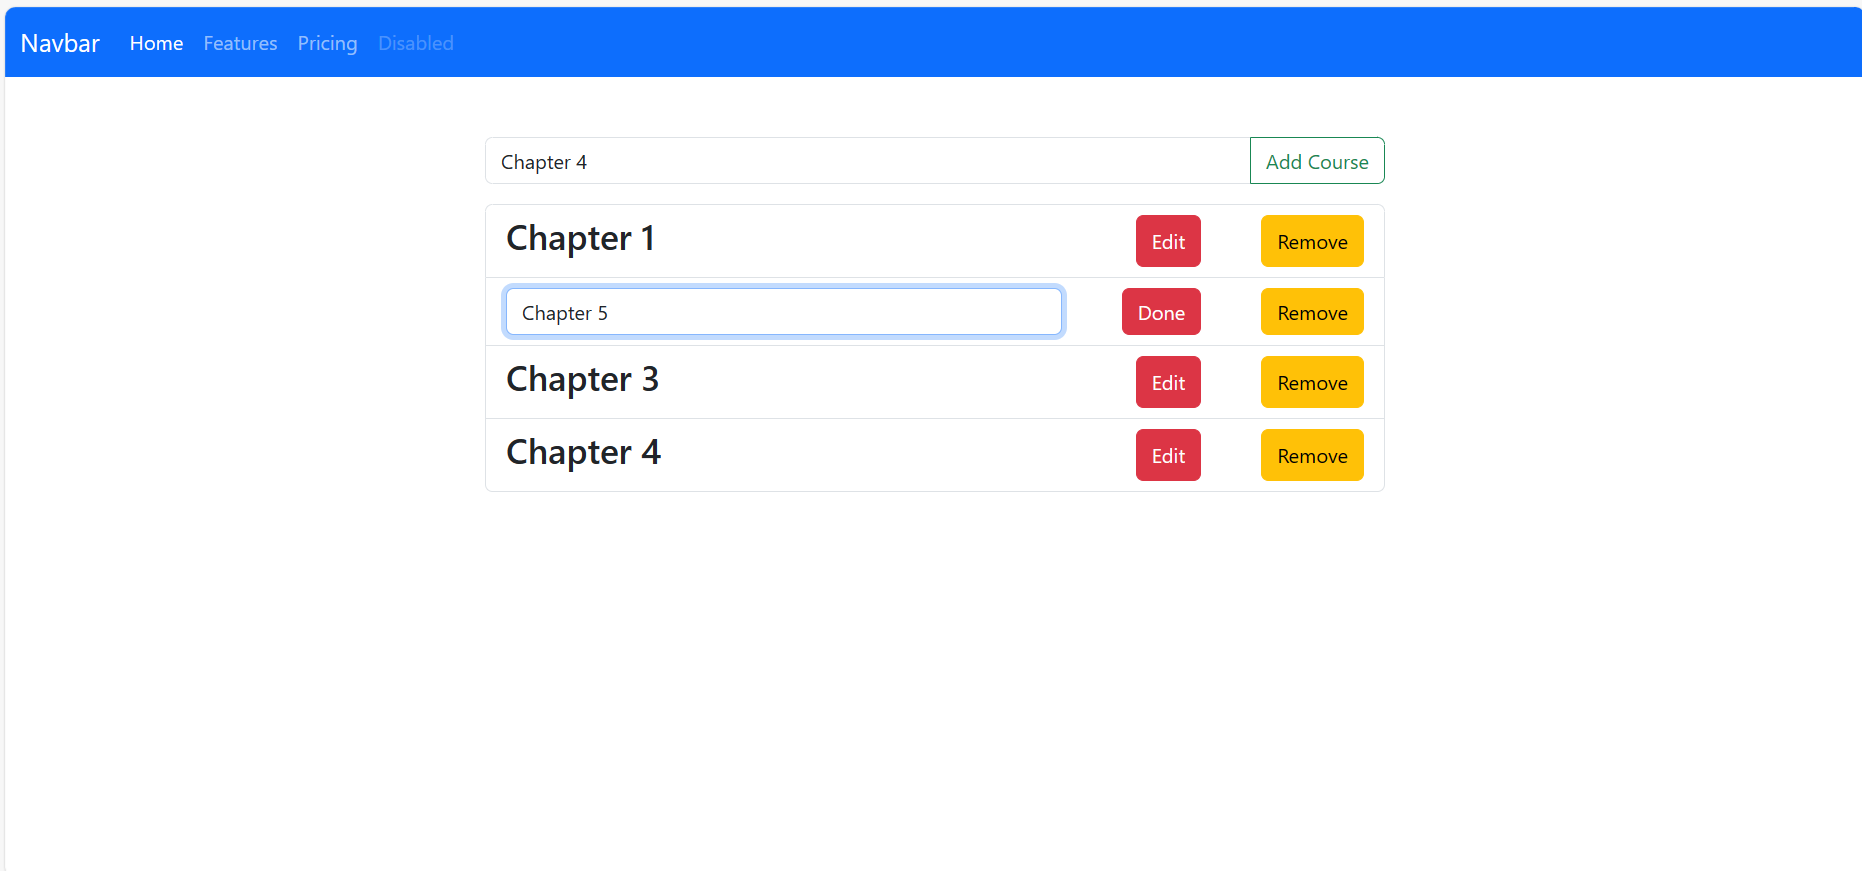 Navbar Home Features Pricing Disabled
Chapter 4 Add Course
Chapter 1 Edit Remove
Chapter 5 Done Remove
Chapter 3 Edit Remove
Chapter 4 Edit Remove